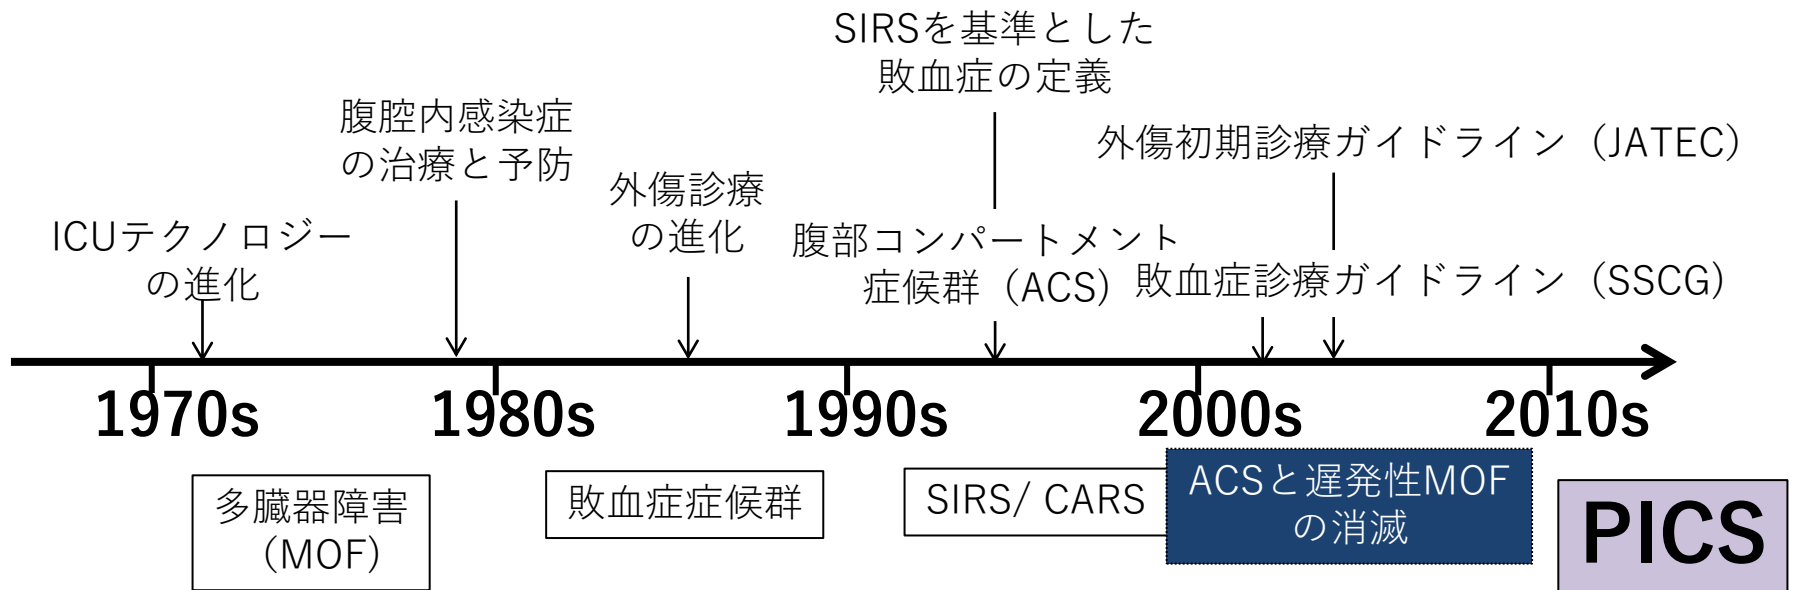 SIRSを基準とした
敗血症の定義
腹腔内感染症
の治療と予防
外傷初期診療ガイドライン（JATEC）
外傷診療
の進化
ICUテクノロジー
の進化
腹部コンパートメント
症候群（ACS）
敗血症診療ガイドライン（SSCG）
1970s
1980s
1990s
2000s
2010s
多臓器障害
（MOF）
敗血症症候群
SIRS/ CARS
ACSと遅発性MOF
の消滅
PICS